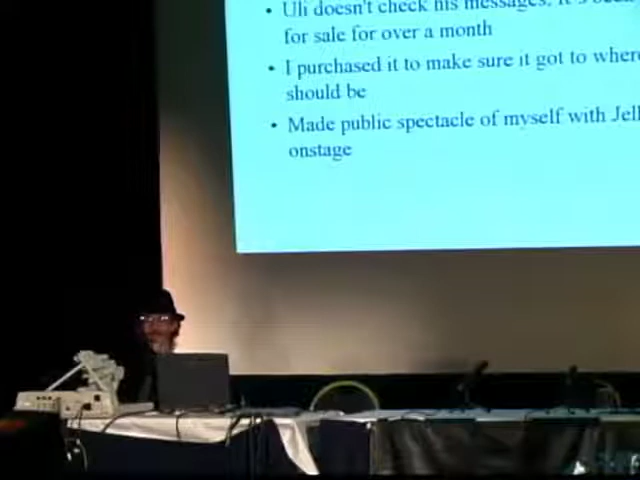 • Uli doesn't check his messages, it's been
for sale for over a month
• I purchased it to make sure it got to where
should be
• Made public spectacle of myself with Jell
onstage